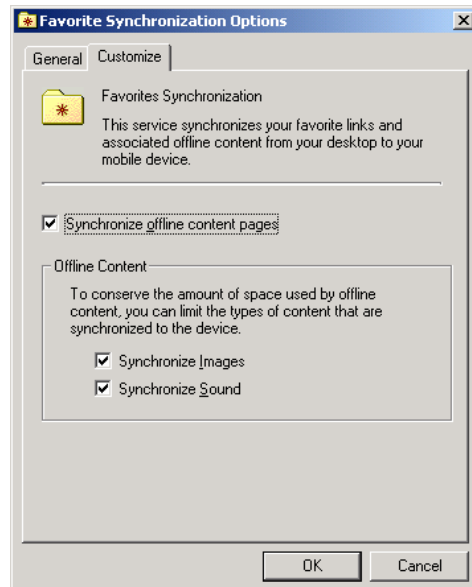 Favorite Synchronization Options
General Customize
Favorites Synchronization
This service synchronizes your favorite links and
associated offline content from your desktop to your
mobile device.
Synchronize offline content pages
Offline Content
To conserve the amount of space used by offline
content, you can limit the types of content that are
synchronized to the device.
Synchronize Images
Synchronize Sound
OK Cancel